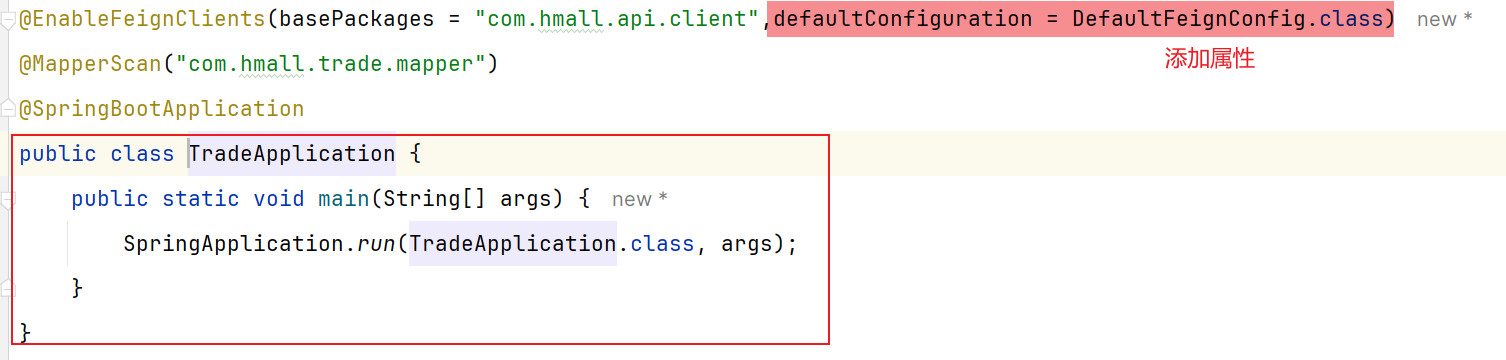 @EnableFeignClients(basePackages = "com.hmall.api.client",defaultConfiguration = DefaultFeignConfig.class) new *
添加属性
@MapperScan("com.hmall.trade.mapper")
@SpringBootApplication
public class TradeApplication {
    public static void main(String[] args) { new *
        SpringApplication.run(TradeApplication.class, args);
    }
}